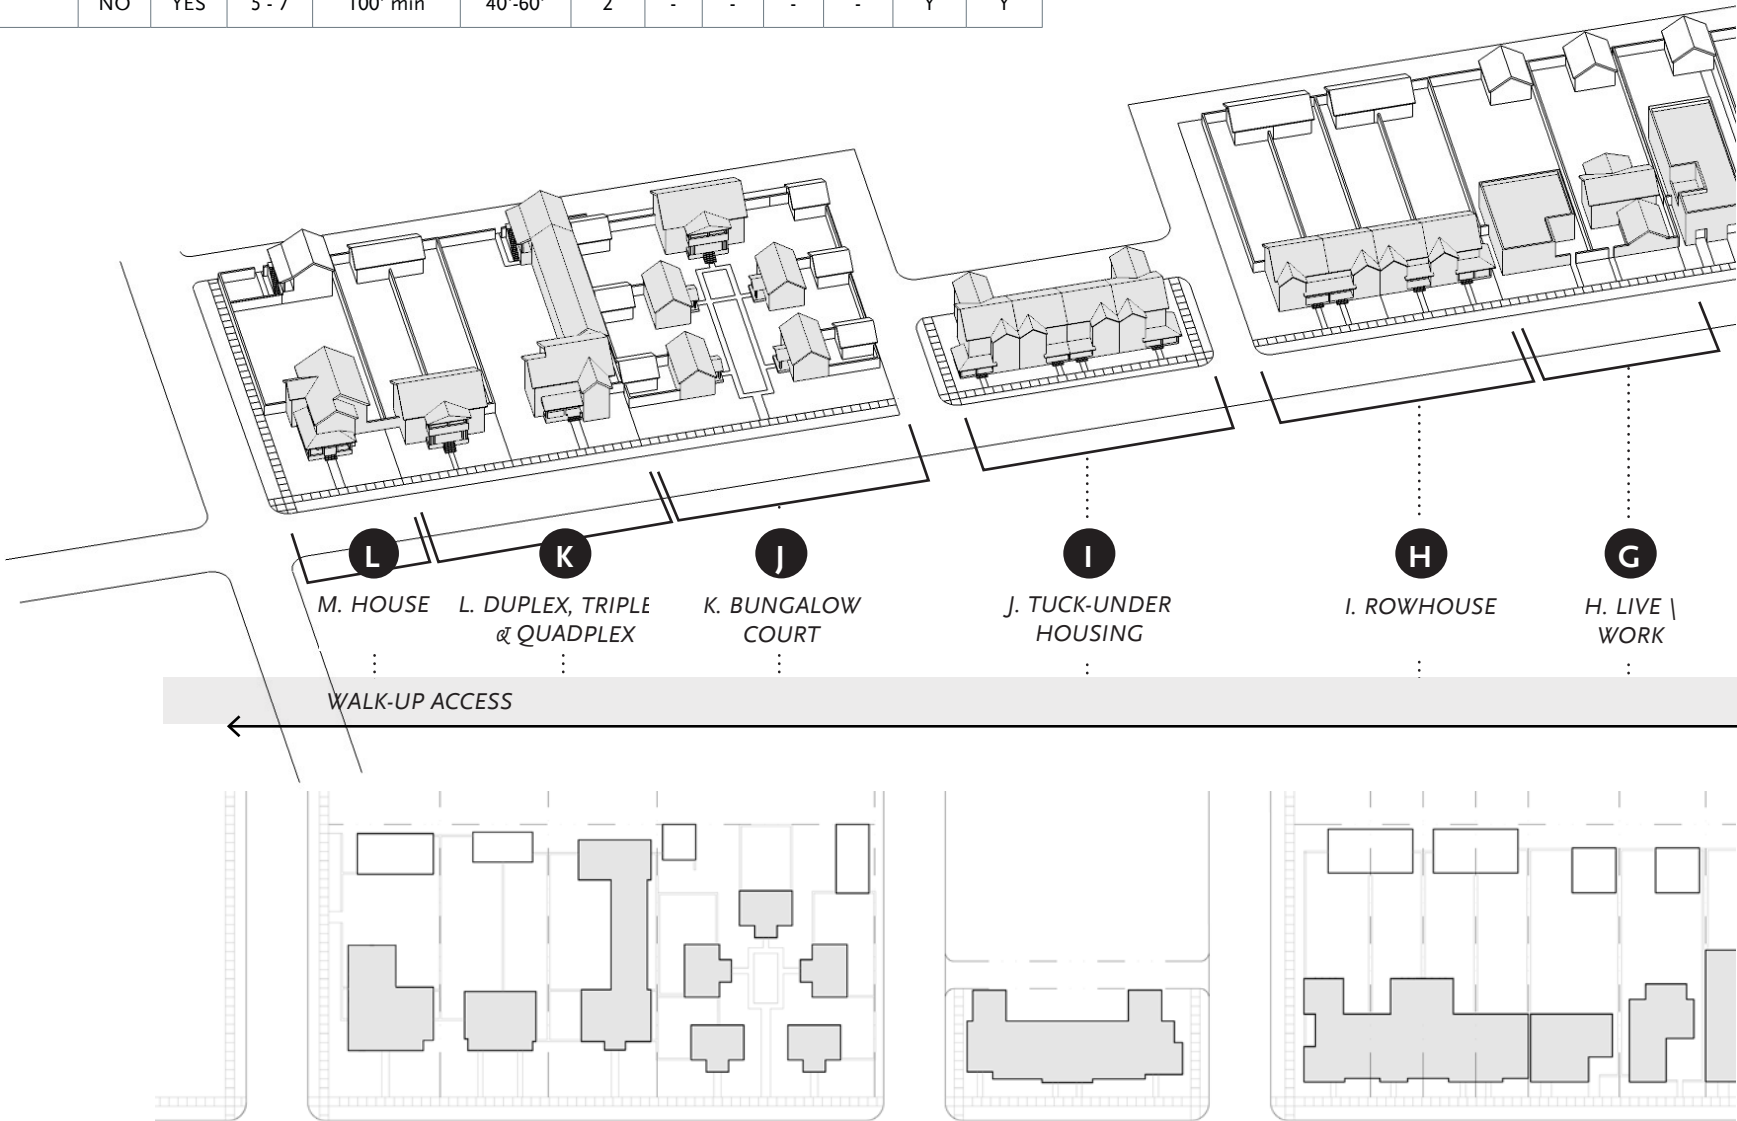 NO YES 5 - 7 100' min 40'-60' 2 - - - - Y Y
L K J I H G
M. HOUSE L. DUPLEX, TRIPLE K. BUNGALOW J. TUCK-UNDER I. ROWHOUSE H. LIVE \
& QUADPLEX COURT HOUSING WORK
WALK-UP ACCESS